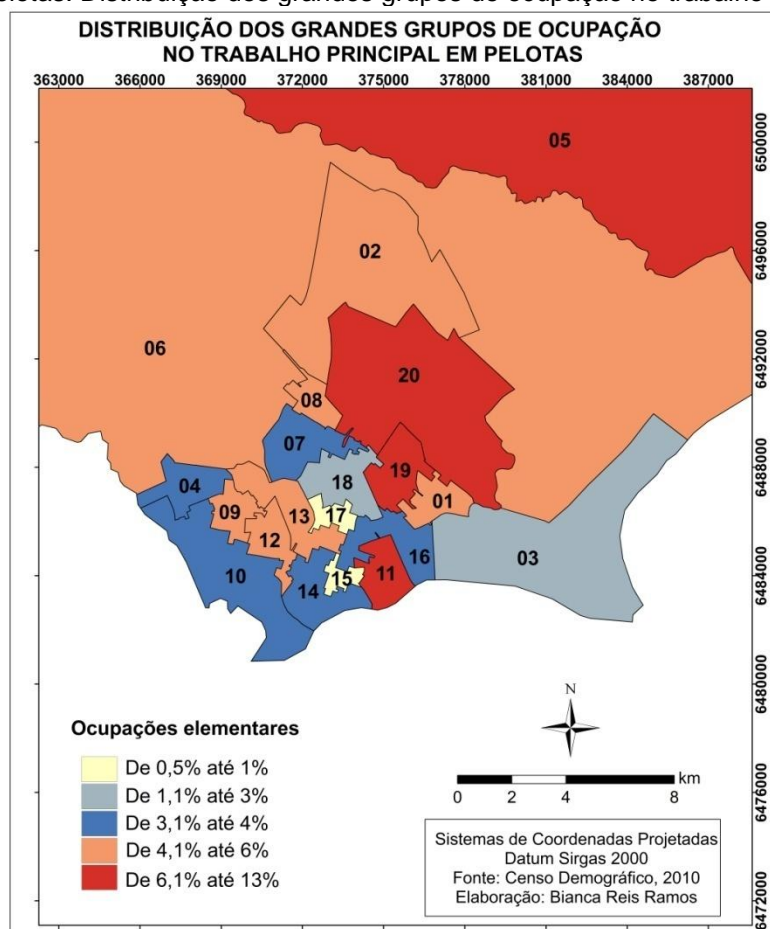 DISTRIBUIÇÃO DOS GRANDES GRUPOS DE OCUPAÇÃO
NO TRABALHO PRINCIPAL EM PELOTAS
363000 366000 369000 372000 375000 378000 381000 384000 387000
05
6500000
02
6496000
06
20
6492000
08
07
19
6488000
04
18
01
09
13
17
12
16
03
10
14
15
11
6484000
6480000
N
Ocupações elementares
De 0,5% até 1%
De 1,1% até 3%
De 3,1% até 4%
De 4,1% até 6%
De 6,1% até 13%
km
0 2 4 8
6476000
Sistemas de Coordenadas Projetadas
Datum Sirgas 2000
Fonte: Censo Demográfico, 2010
Elaboração: Bianca Reis Ramos
6472000